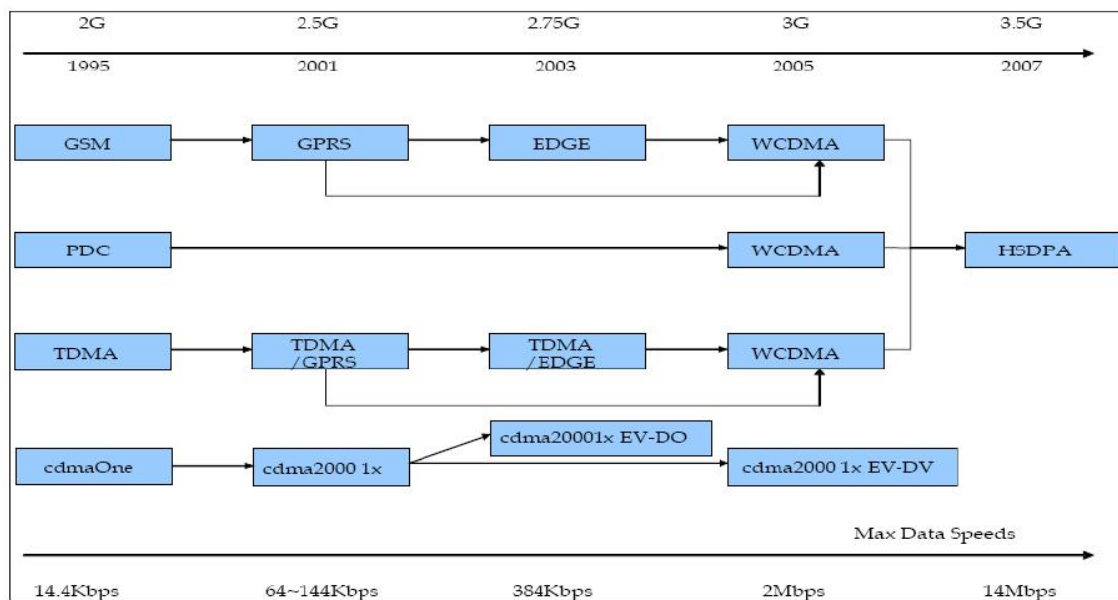 2G 2.5G 2.75G 3G 3.5G
1995 2001 2003 2005 2007
GSM GPRS EDGE WCDMA
PDC WCDMA HSDPA
TDMA TDMA /GPRS TDMA /EDGE WCDMA
cdma20001x EV-DO
cdmaOne cdma2000 1x cdma2000 1x EV-DV
Max Data Speeds
14.4Kbps 64~144Kbps 384Kbps 2Mbps 14Mbps